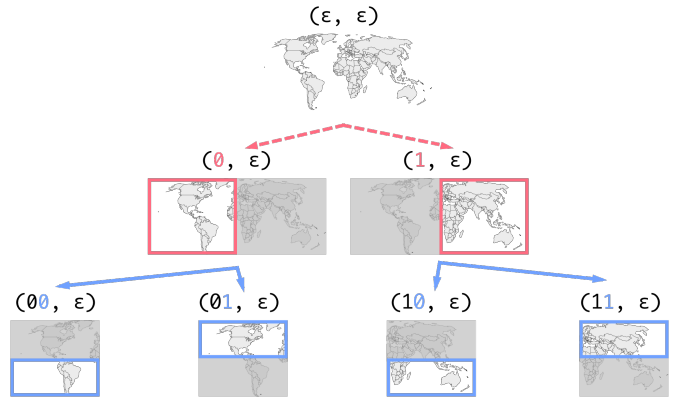 (ε, ε)
(0, ε) (1, ε)
(00, ε) (01, ε) (10, ε) (11, ε)